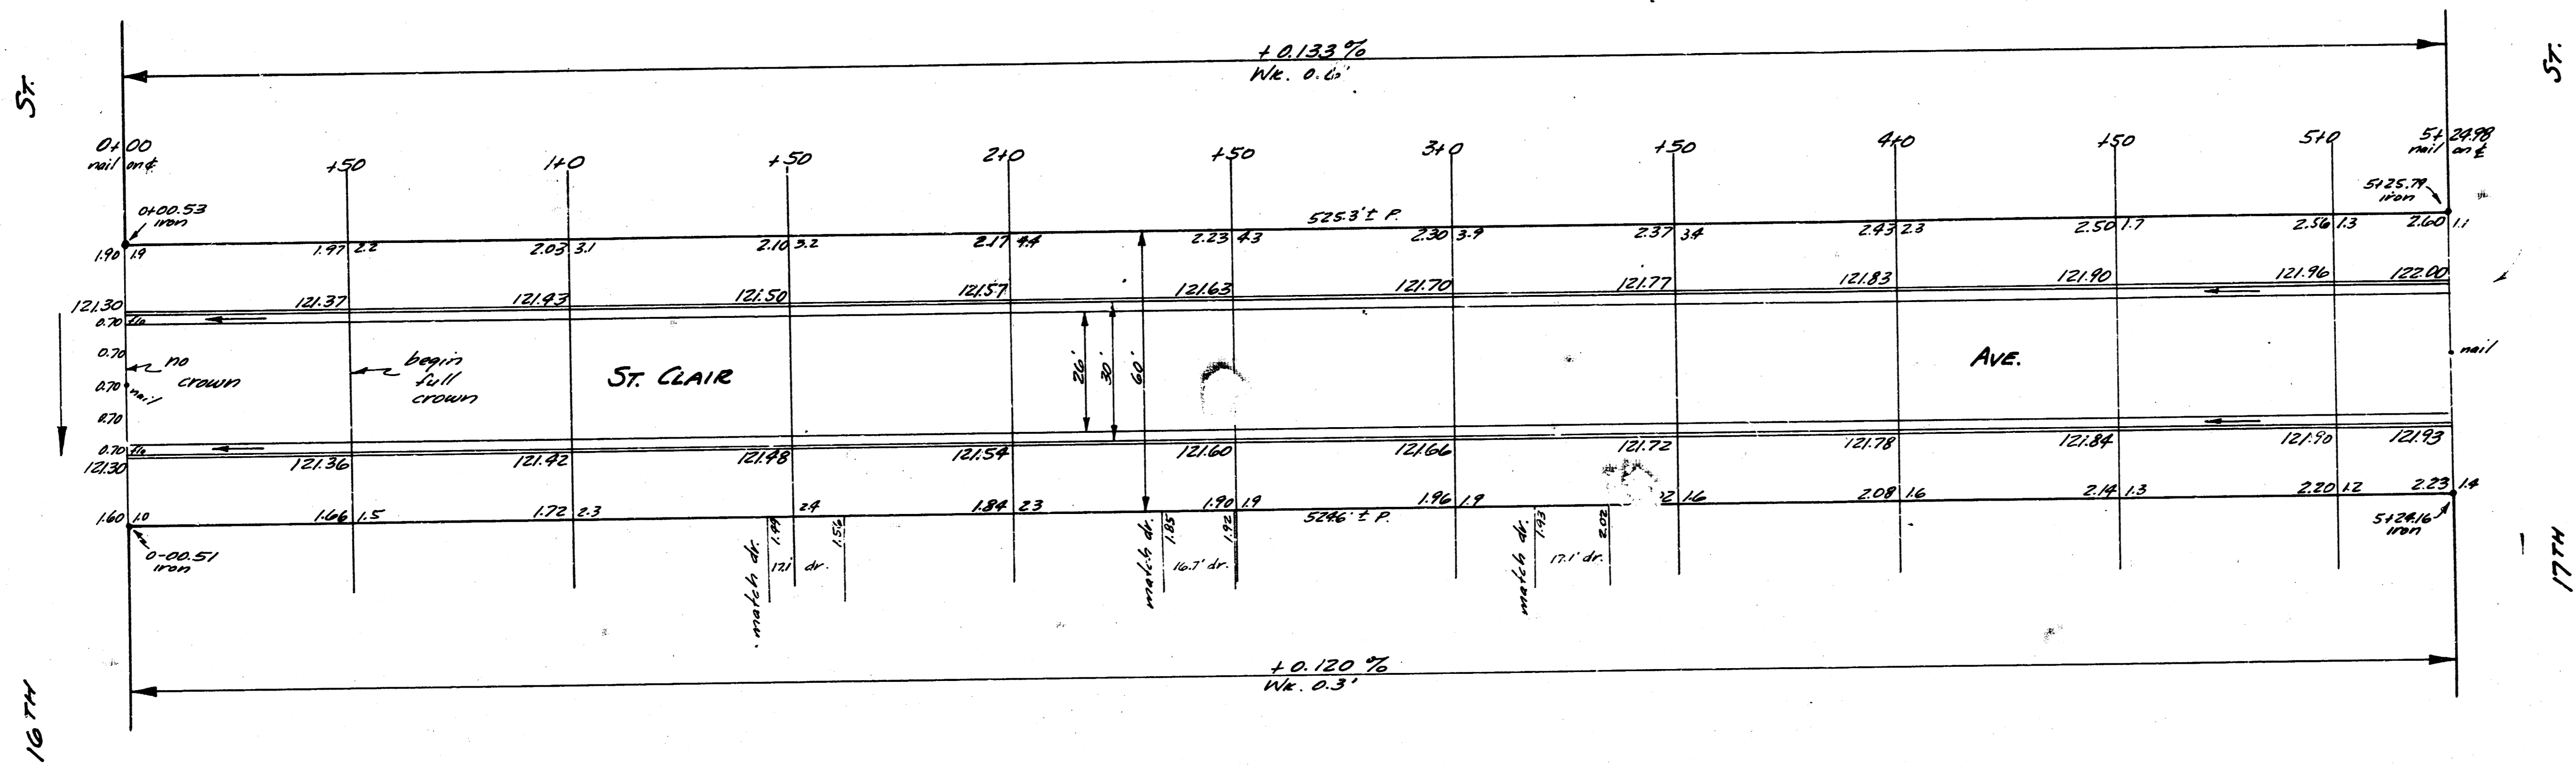 +0.133%
Wk. 0.6'
ST.
ST.
0+00
nail on ℄
+50
1+0
+50
2+0
+50
3+0
+50
4+0
+50
5+0
5+24.98
nail on ℄
0+00.53
iron
525.3' ± P.
5+25.79
iron
1.90 1.9
1.97 2.2
2.03 3.1
2.10 3.2
2.17 4.4
2.23 4.3
2.30 3.9
2.37 3.4
2.43 2.3
2.50 1.7
2.56 1.3
2.60 1.1
121.30
121.37
121.43
121.50
121.57
121.63
121.70
121.77
121.83
121.90
121.96
122.00
0.70 flo
0.70
no
crown
0.70
nail
0.70
begin
full
crown
ST. CLAIR
26'
30'
60'
AVE.
nail
0.70 flo
121.30
121.36
121.42
121.48
121.54
121.60
121.66
121.72
121.78
121.84
121.90
121.93
1.60 1.0
1.66 1.5
1.72 2.3
2.4
1.84 2.3
1.90 1.9
1.96 1.9
2 1.6
2.08 1.6
2.14 1.3
2.20 1.2
2.23 1.4
0-00.51
iron
match dr.
17.1 dr.
1.56
match dr.
1.85
16.7' dr.
1.92
524.6' ± P.
match dr.
1.93
17.1' dr.
2.02
5+24.16
iron
+0.120%
Wk. 0.3'
16TH
17TH